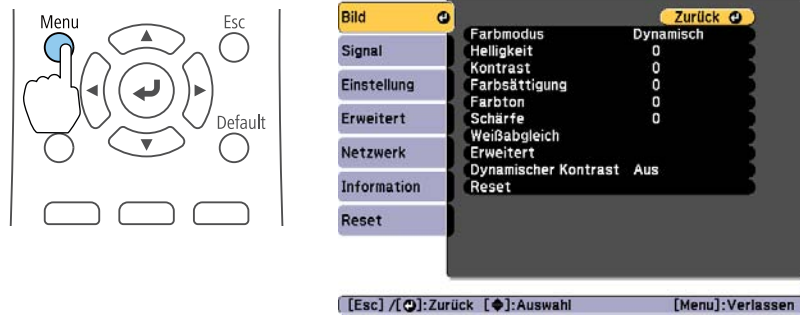 Menu
Esc
Default
Bild
Signal
Einstellung
Erweitert
Netzwerk
Information
Reset
Zurück
Farbmodus Dynamisch
Helligkeit 0
Kontrast 0
Farbsättigung 0
Farbton 0
Schärfe 0
Weißabgleich
Erweitert
Dynamischer Kontrast Aus
Reset
[Esc] /[⏎]:Zurück [◆]:Auswahl [Menu]:Verlassen